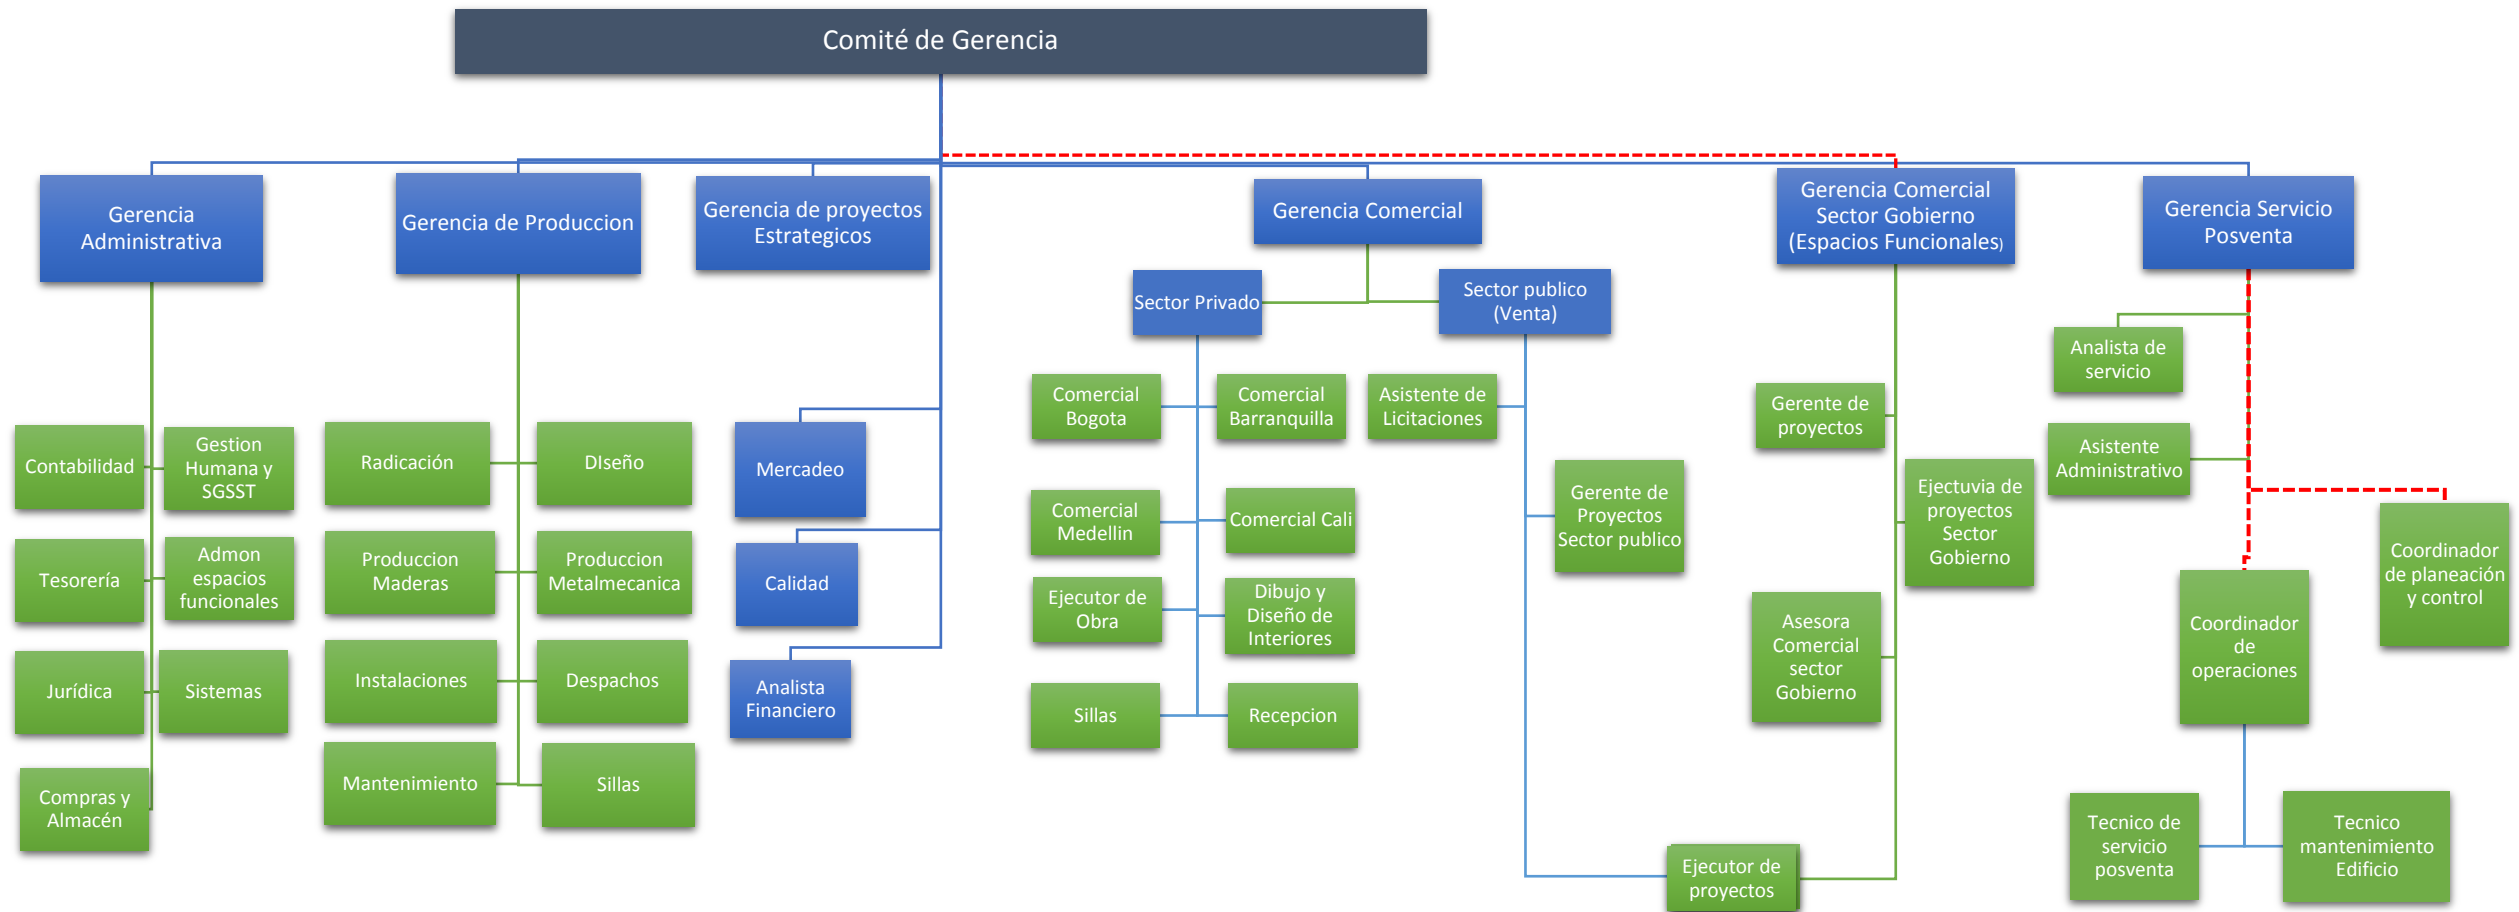 Comité de Gerencia
Gerencia
Administrativa
Gerencia de Produccion
Gerencia de proyectos
Estrategicos
Gerencia Comercial
Gerencia Comercial
Sector Gobierno
(Espacios Funcionales)
Gerencia Servicio
Posventa
Sector Privado
Sector publico
(Venta)
Contabilidad
Gestion
Humana y
SGSST
Tesorería
Admon
espacios
funcionales
Jurídica
Sistemas
Compras y
Almacén
Radicación
DIseño
Produccion
Maderas
Produccion
Metalmecanica
Instalaciones
Despachos
Mantenimiento
Sillas
Mercadeo
Calidad
Analista
Financiero
Comercial
Bogota
Comercial
Barranquilla
Comercial
Medellin
Comercial Cali
Ejecutor de
Obra
Dibujo y
Diseño de
Interiores
Sillas
Recepcion
Asistente de
Licitaciones
Gerente de
Proyectos
Sector publico
Ejecutor de
proyectos
Gerente de
proyectos
Ejectuvia de
proyectos
Sector
Gobierno
Asesora
Comercial
sector
Gobierno
Analista de
servicio
Asistente
Administrativo
Coordinador
de planeación
y control
Coordinador
de
operaciones
Tecnico de
servicio
posventa
Tecnico
mantenimiento
Edificio